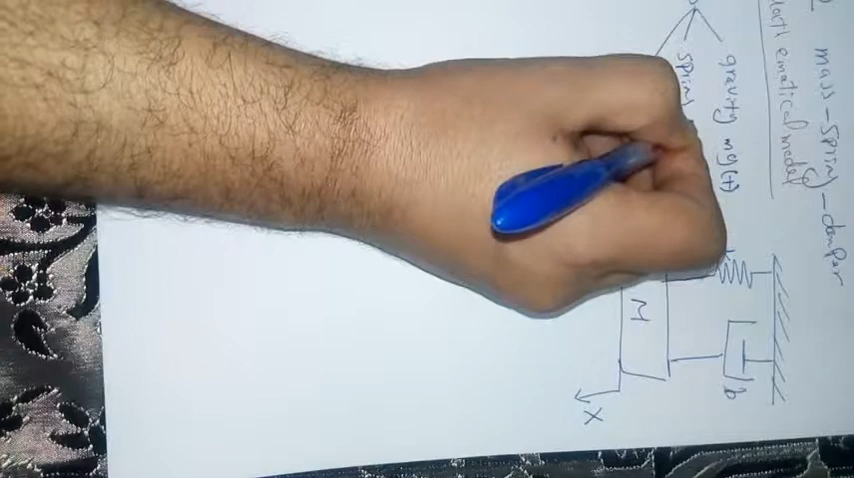 mass-spring-damper
mathematical model
gravity mg(+)
spring
M
b
X